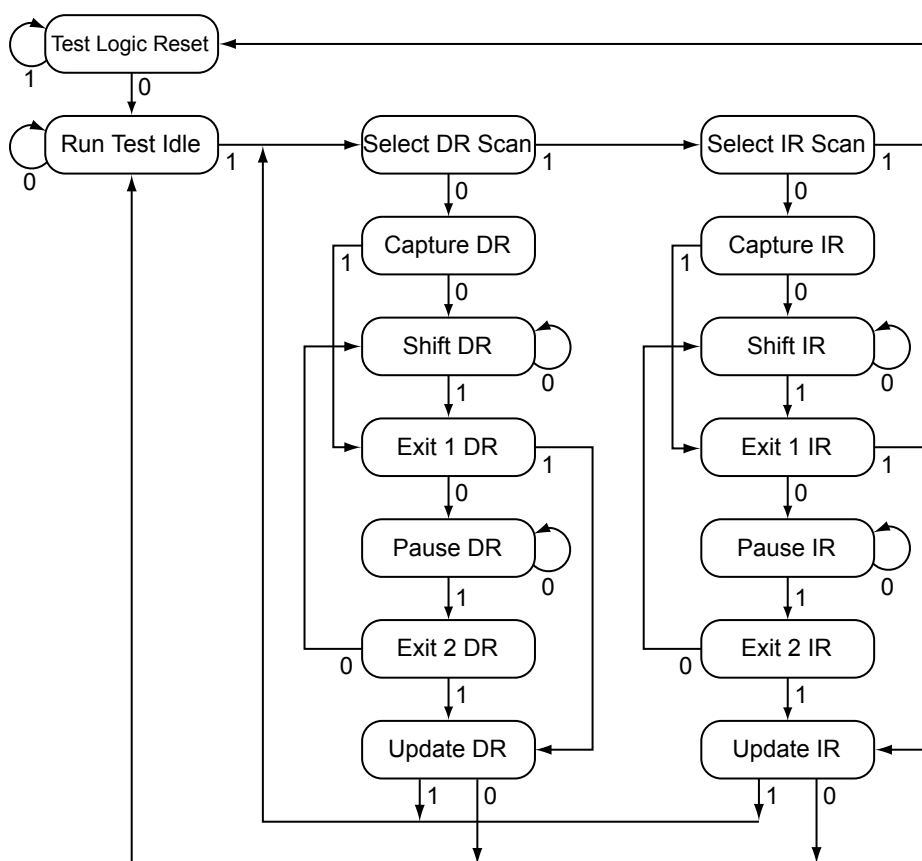 Test Logic Reset
1
0
Run Test Idle
0
1
Select DR Scan
1
Select IR Scan
1
0
0
Capture DR
1
Capture IR
1
0
0
Shift DR
0
Shift IR
0
1
1
Exit 1 DR
1
Exit 1 IR
1
0
0
Pause DR
0
Pause IR
0
1
1
Exit 2 DR
0
Exit 2 IR
0
1
1
Update DR
Update IR
1
0
1
0